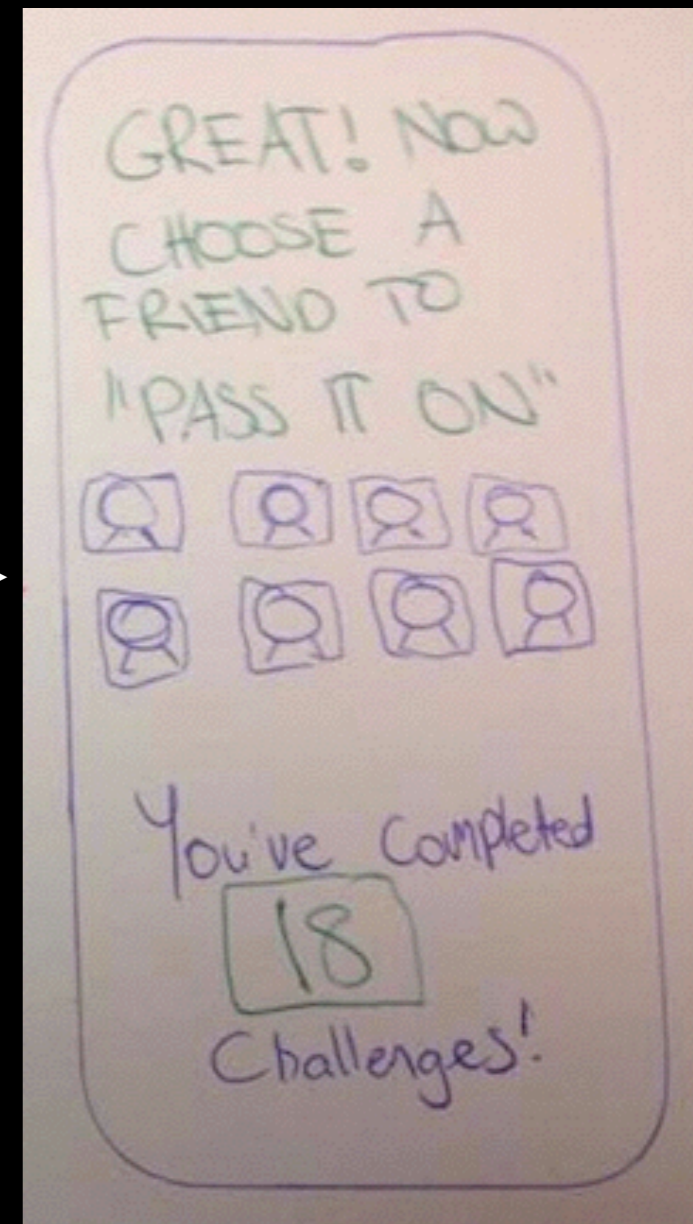 GREAT! NOW
CHOOSE A
FRIEND TO
"PASS IT ON"
You've Completed
18
Challenges!